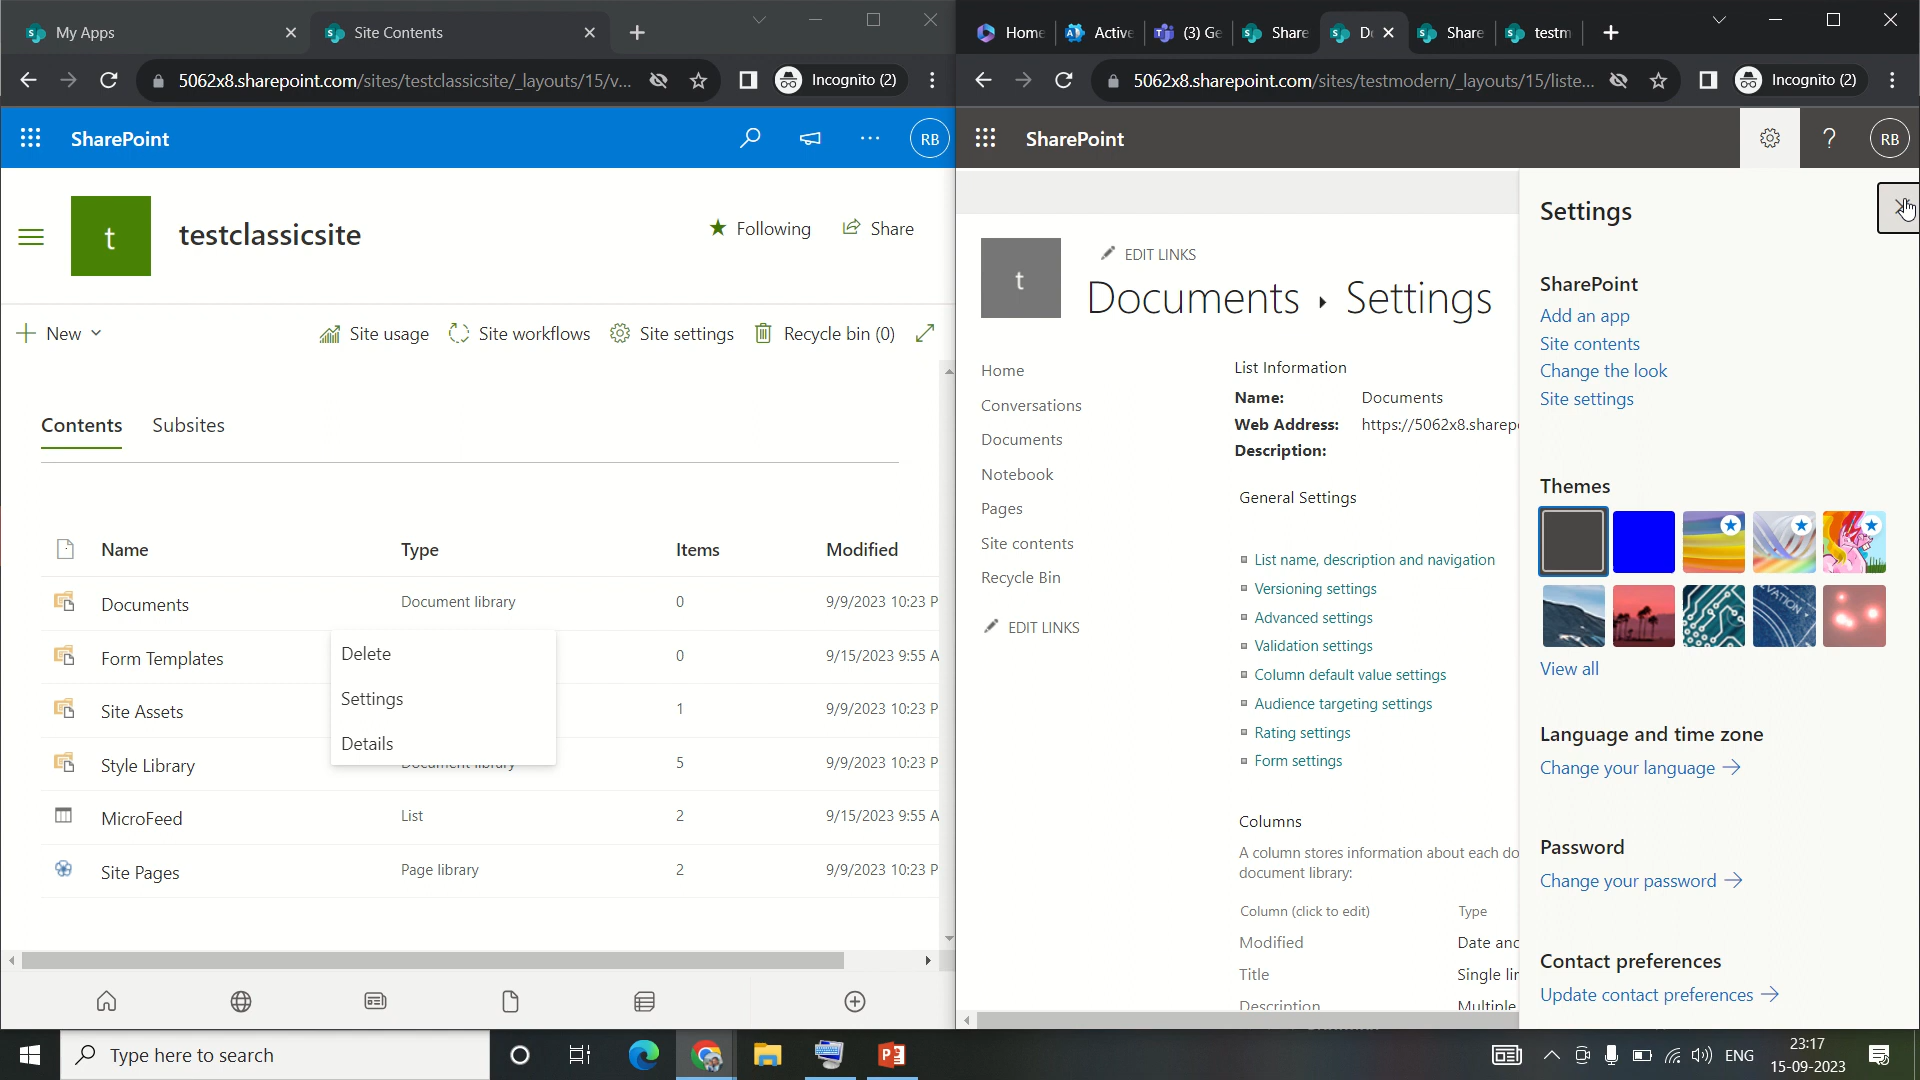 My Apps
Site Contents
5062x8.sharepoint.com/sites/testclassicsite/_layouts/15/v...
Incognito (2)
SharePoint
RB
t
testclassicsite
Following
Share
New
Site usage
Site workflows
Site settings
Recycle bin (0)
Contents
Subsites
Name
Type
Items
Modified
Documents
Document library
0
9/9/2023 10:23 P
Form Templates
0
9/15/2023 9:55 A
Site Assets
1
9/9/2023 10:23 P
Style Library
Document library
5
9/9/2023 10:23 P
MicroFeed
List
2
9/15/2023 9:55 A
Site Pages
Page library
2
9/9/2023 10:23 P
Delete
Settings
Details
Home
Active
(3) Ge
Share
Do
Share
testm
5062x8.sharepoint.com/sites/testmodern/_layouts/15/liste...
Incognito (2)
SharePoint
?
RB
t
EDIT LINKS
Documents ▸ Settings
Home
Conversations
Documents
Notebook
Pages
Site contents
Recycle Bin
EDIT LINKS
List Information
Name: Documents
Web Address: https://5062x8.sharep
Description:
General Settings
List name, description and navigation
Versioning settings
Advanced settings
Validation settings
Column default value settings
Audience targeting settings
Rating settings
Form settings
Columns
A column stores information about each do
document library:
Column (click to edit)
Type
Modified
Date and
Title
Single lin
Description
Multiple
Settings
SharePoint
Add an app
Site contents
Change the look
Site settings
Themes
View all
Language and time zone
Change your language
Password
Change your password
Contact preferences
Update contact preferences
Type here to search
ENG
23:17
15-09-2023